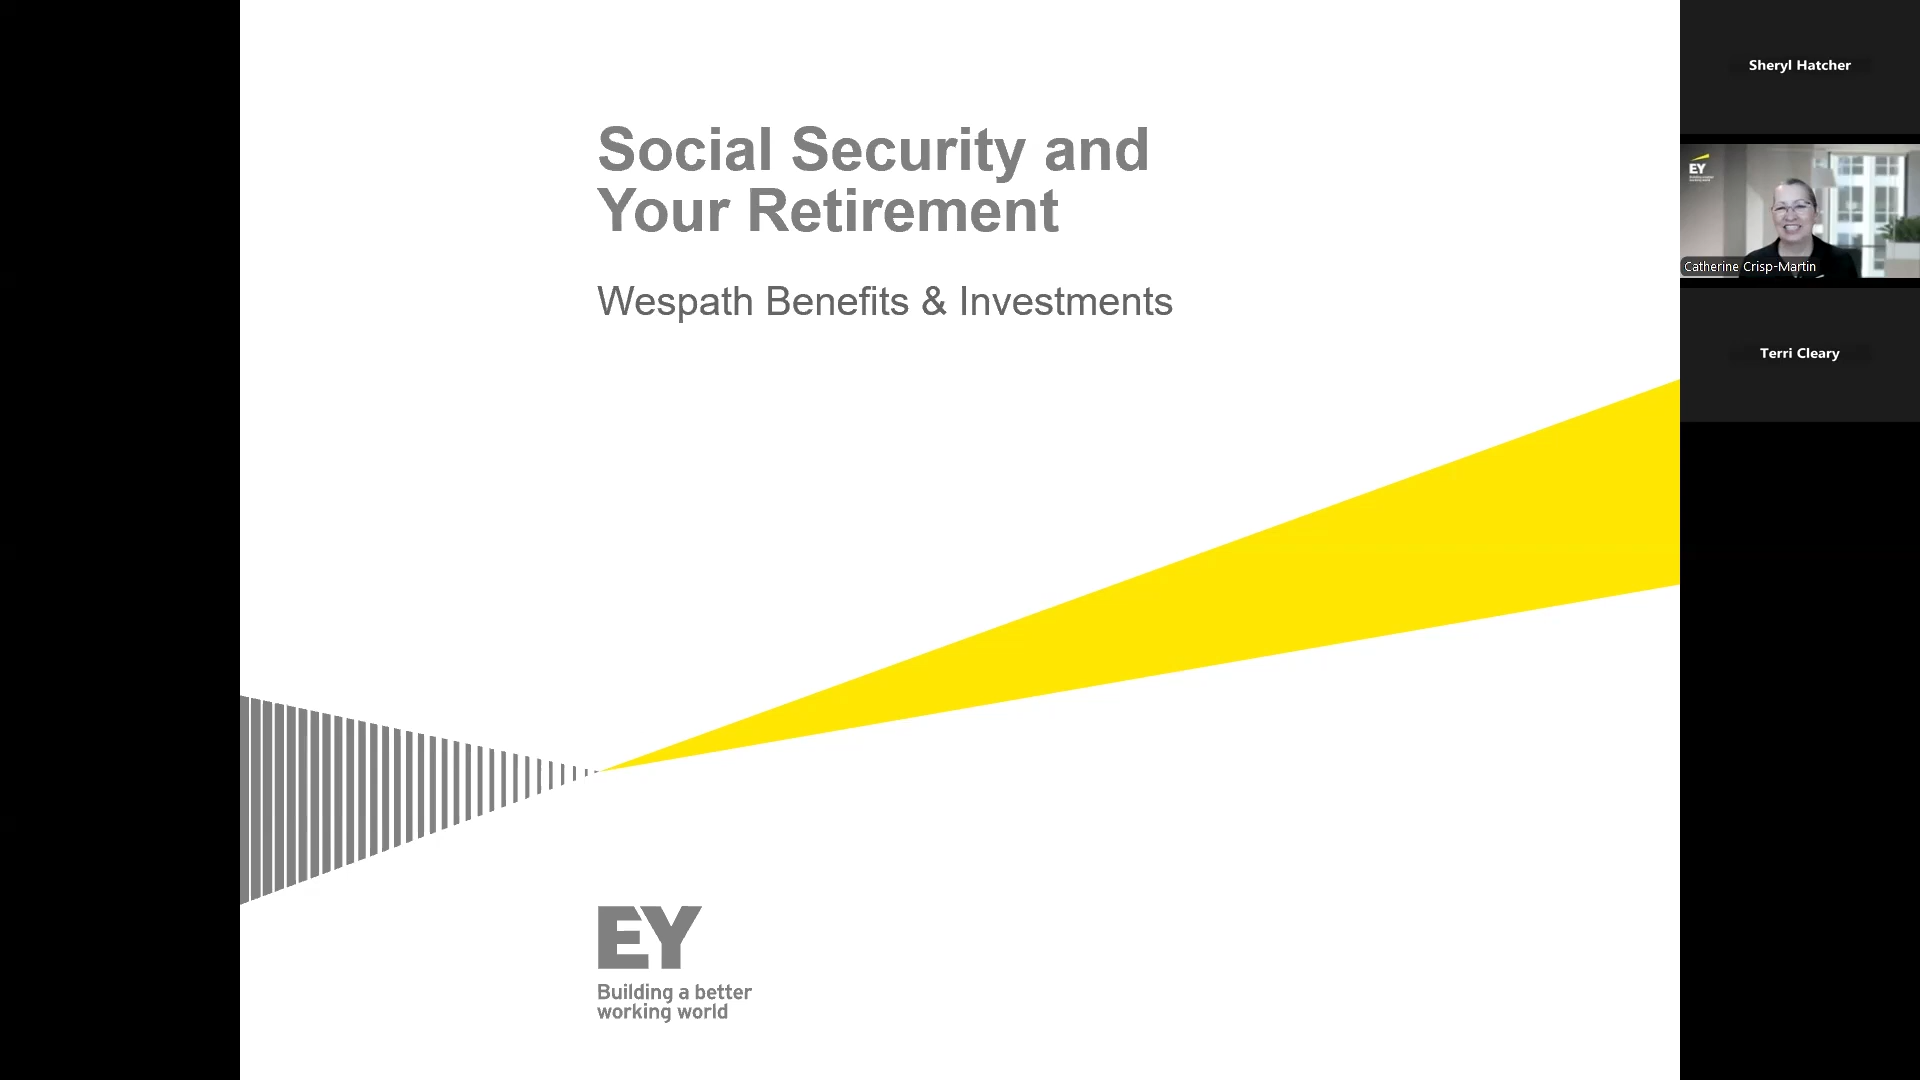 Social Security and
Your Retirement
Wespath Benefits & Investments
EY
Building a better
working world
Sheryl Hatcher
EY
Catherine Crisp-Martin
Terri Cleary